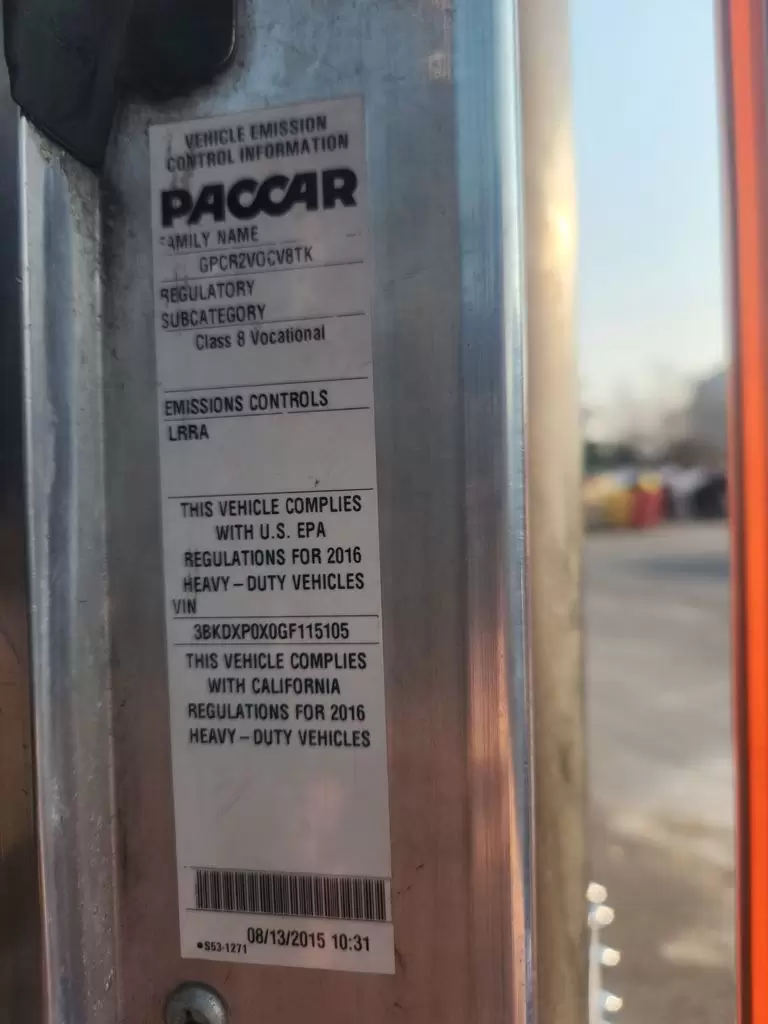 VEHICLE EMISSION
CONTROL INFORMATION
PACCAR
FAMILY NAME
GPCR2VOCV8TK
REGULATORY
SUBCATEGORY
Class 8 Vocational
EMISSIONS CONTROLS
LRRA
THIS VEHICLE COMPLIES
WITH U.S. EPA
REGULATIONS FOR 2016
HEAVY-DUTY VEHICLES
VIN
3BKDXP0X0GF115105
THIS VEHICLE COMPLIES
WITH CALIFORNIA
REGULATIONS FOR 2016
HEAVY-DUTY VEHICLES
•S53-1271 08/13/2015 10:31